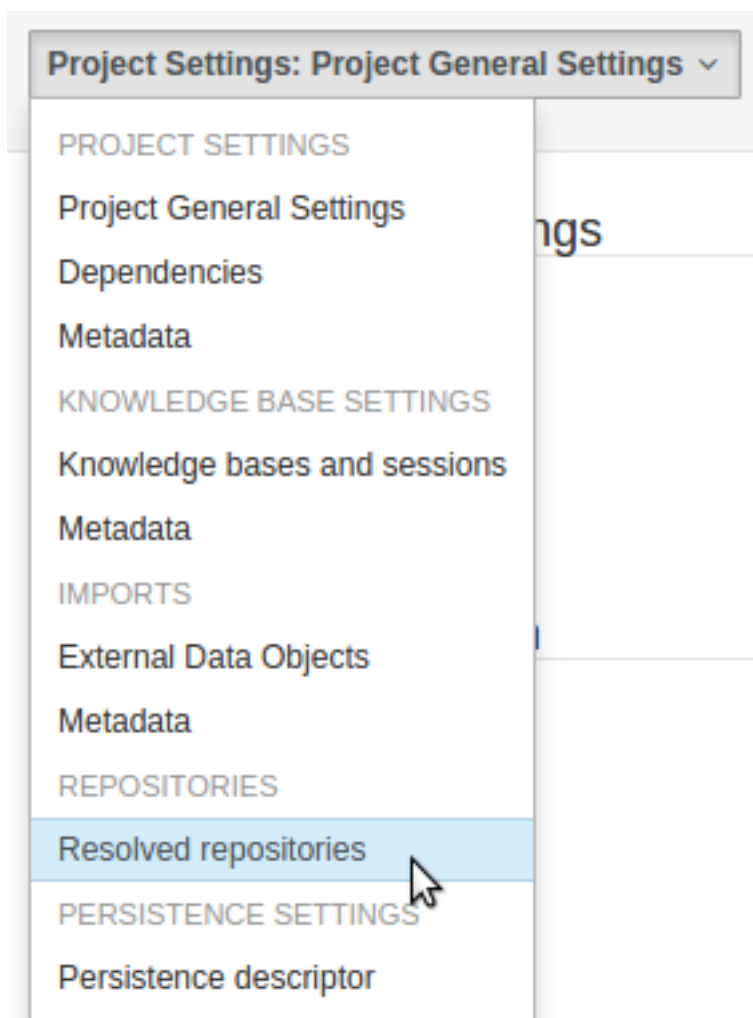 Project Settings: Project General Settings
PROJECT SETTINGS
Project General Settings
ngs
Dependencies
Metadata
KNOWLEDGE BASE SETTINGS
Knowledge bases and sessions
Metadata
IMPORTS
External Data Objects
Metadata
REPOSITORIES
Resolved repositories
PERSISTENCE SETTINGS
Persistence descriptor